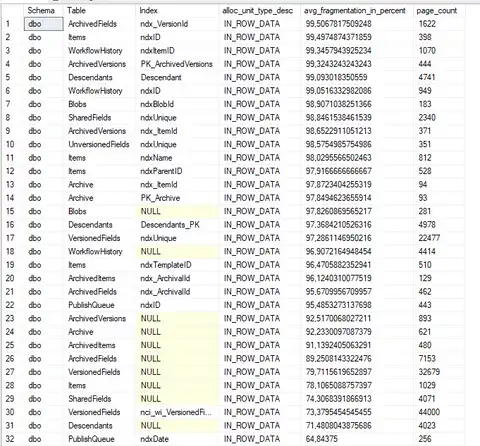 Schema Table Index alloc_unit_type_desc avg_fragmentation_in_percent page_count
1 dbo ArchivedFields ndx_VersionId IN_ROW_DATA 99,5067817509248 1622
2 dbo Items ndxID IN_ROW_DATA 99,4974874371859 398
3 dbo WorkflowHistory ndxItemID IN_ROW_DATA 99,3457943925234 1070
4 dbo ArchivedVersions PK_ArchivedVersions IN_ROW_DATA 99,3243243243243 444
5 dbo Descendants Descendant IN_ROW_DATA 99,093018350559 4741
6 dbo WorkflowHistory ndxID IN_ROW_DATA 99,0516332982086 949
7 dbo Blobs ndxBlobId IN_ROW_DATA 98,9071038251366 183
8 dbo SharedFields ndxUnique IN_ROW_DATA 98,8461538461539 2340
9 dbo ArchivedVersions ndx_ItemId IN_ROW_DATA 98,6522911051213 371
10 dbo UnversionedFields ndxUnique IN_ROW_DATA 98,5754985754986 351
11 dbo Items ndxName IN_ROW_DATA 98,0295566502463 812
12 dbo Items ndxParentID IN_ROW_DATA 97,9166666666667 528
13 dbo Archive ndx_ItemId IN_ROW_DATA 97,8723404255319 94
14 dbo Archive PK_Archive IN_ROW_DATA 97,8494623655914 93
15 dbo Blobs NULL IN_ROW_DATA 97,8260869565217 281
16 dbo Descendants Descendants_PK IN_ROW_DATA 97,3684210526316 4978
17 dbo VersionedFields ndxUnique IN_ROW_DATA 97,2861146950216 22477
18 dbo WorkflowHistory NULL IN_ROW_DATA 96,9072164948454 4414
19 dbo Items ndxTemplateID IN_ROW_DATA 96,4705882352941 510
20 dbo ArchivedItems ndx_ArchivalId IN_ROW_DATA 96,1240310077519 129
21 dbo ArchivedFields ndx_ArchivalId IN_ROW_DATA 95,6709956709957 462
22 dbo PublishQueue ndxID IN_ROW_DATA 95,4853273137698 443
23 dbo ArchivedVersions NULL IN_ROW_DATA 92,5170068027211 893
24 dbo Archive NULL IN_ROW_DATA 92,2330097087379 621
25 dbo ArchivedItems NULL IN_ROW_DATA 91,1392405063291 480
26 dbo ArchivedFields NULL IN_ROW_DATA 89,2508143322476 7153
27 dbo VersionedFields NULL IN_ROW_DATA 79,7115619652897 32679
28 dbo Items NULL IN_ROW_DATA 78,1065088757397 1029
29 dbo SharedFields NULL IN_ROW_DATA 74,3068391866913 4071
30 dbo VersionedFields nci_wi_VersionedFi... IN_ROW_DATA 73,3795454545455 44000
31 dbo Descendants NULL IN_ROW_DATA 71,4808043875686 4023
32 dbo PublishQueue ndxDate IN_ROW_DATA 64,84375 256